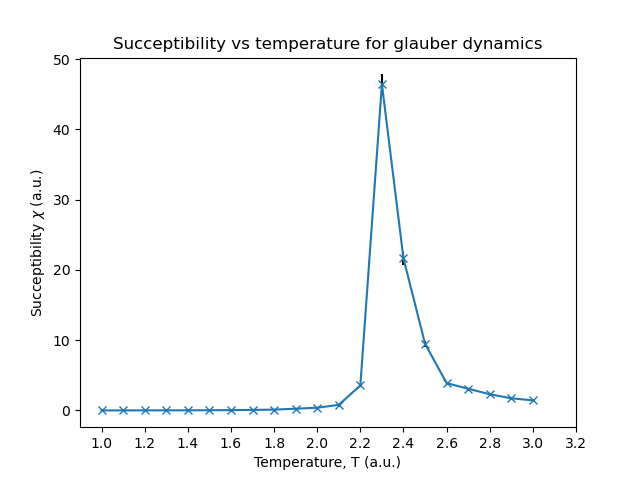 Succeptibility vs temperature for glauber dynamics
50
40
30
20
10
0
Succeptibility χ (a.u.)
1.0 1.2 1.4 1.6 1.8 2.0 2.2 2.4 2.6 2.8 3.0 3.2
Temperature, T (a.u.)